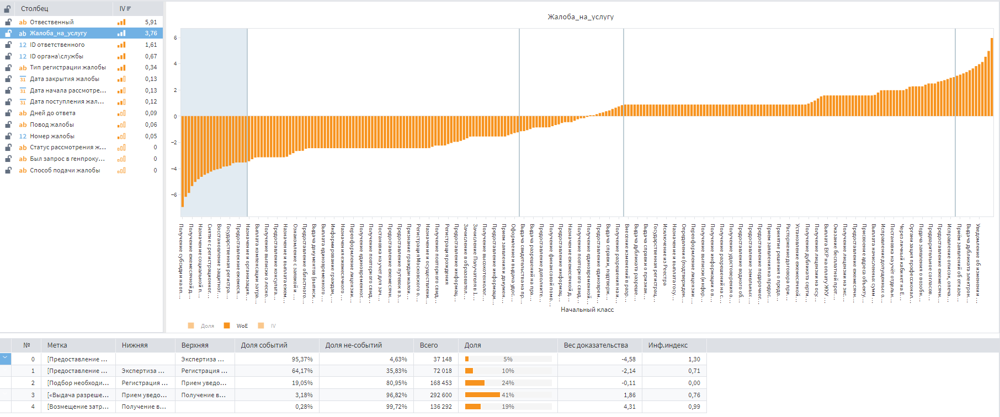 Столбец IV
ab Отвественный 5,91
ab Жалоба_на_услугу 3,76
12 ID ответственного 1,61
12 ID органа\службы 0,67
ab Тип регистрации жалобы 0,34
31 Дата закрытия жалобы 0,13
31 Дата начала рассмотре... 0,13
31 Дата поступления жал... 0,12
ab Дней до ответа 0,09
ab Повод жалобы 0,06
12 Номер жалобы 0,05
ab Статус рассмотрения ж... 0
ab Был запрос в генпроку... 0
ab Способ подачи жалобы 0
Жалоба_на_услугу
6
4
2
0
−2
−4
−6
Получение субсидии на оп...
Получение ежемесячной д...
Назначение социальной п...
Снятие с регистрационног...
Восстановление защитног...
Государственная регистра...
Предоставление ежемеся...
Назначение и организация...
Выплата компенсации затра...
Получение выписки о лесно...
Предоставление консульта...
Назначение и выплата ежем...
Ознакомление с заявкой и ...
Предоставление областного...
Выдача документов (выписк...
Выплата единовременного ...
Информирование граждан, ...
Назначение ежемесячного ...
Переоформление лицензии...
Получение единовременног...
Получение повторного свид...
Постановка на учет для зач...
Предоставление ежемесячн...
Предоставление путевок в з...
Признание граждан малои...
Регистрация Московского о...
Назначение и осуществлени...
Получение повторного свид...
Регистрация рождения
Предоставление информац...
Зачисление в образовател...
Зачисление Получателя в 1...
Получение высокотехнолог...
Предоставление информаци...
Прием заявления и докумен...
Оформление и выдача удос...
Выдача свидетельства на пр...
Выдача разрешений на пра...
Предоставление дополните...
Получение финансовой помо...
Предоставление информац...
Назначение ежемесячной д...
Получение повторного свид...
Получение единовременной...
Предоставление единоврем...
Выдача справки, подтверж...
Получение разрешения на и...
Внесение изменений в разр...
Выдача дубликата разреше...
Выдача справки о признан...
Государственная регистрац...
Исключение из Реестра
Назначение и выплата госу...
Определение (подтвержден...
Переоформление лицензии ...
Получение выписки (инфор...
Получение информации о в...
Получение разрешений на с...
Получение удостоверения о...
Предоставление водного об...
Предоставление земельных ...
Предоставление подарочног...
Прием заявления на предос...
Принятие решения о предо...
Расторжение договора при...
Установление ежемесячной...
Получение дубликата серти...
Получение лицензии на осу...
Выплата ЕКР на оплату ЖКУ ...
Оказание бесплатной прот...
Получение лицензии на экс...
Предоставление ежемесячн...
Присвоение адреса объекту...
Выплата начисленных сумм ...
Исправление допущенных о...
Постановка на учёт отдельн...
Через личный кабинет на Е...
Организация профессионал...
Подача заявления о возобн...
Предварительное согласов...
Предоставление ежемесячн...
Исправление описок, опеча...
Приём заявлений об отказе...
Выдача дубликата электрон...
Уведомление об изменении ...
Начальный класс
Доля WoE IV
№ Метка Нижняя Верхняя Доля событий Доля не-событий Всего Доля Вес доказательства Инф.индекс
0 [Предоставление ... Экспертиза ... 95,37% 4,63% 37 148 5% -4,58 1,30
1 [Предоставление ... Экспертиза ... Регистрация ... 64,17% 35,83% 72 018 10% -2,14 0,71
2 [Подбор необходи... Регистрация ... Прием уведо... 19,05% 80,95% 168 453 24% -0,11 0,00
3 [«Выдача разреше... Прием уведо... Получение в... 3,18% 96,82% 292 600 41% 1,86 0,76
4 [Возмещение затр... Получение в... 0,28% 99,72% 136 292 19% 4,31 0,99